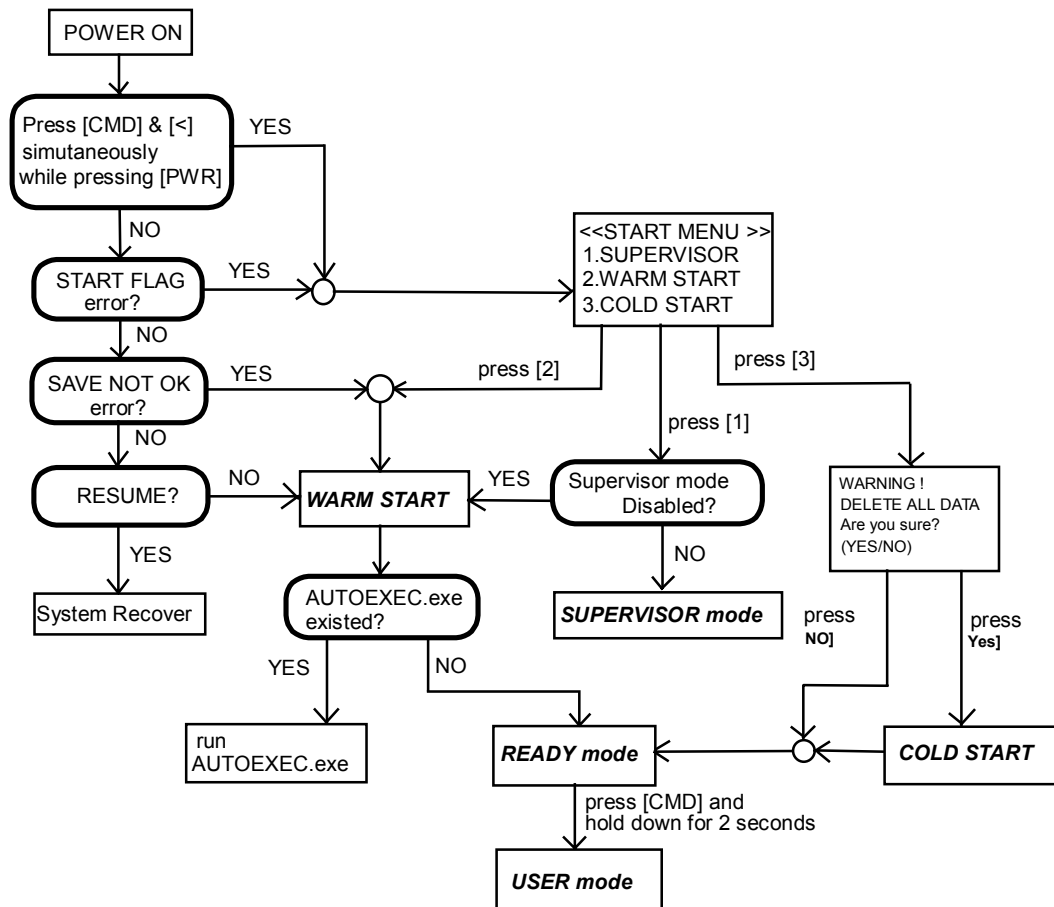 POWER ON
Press [CMD] & [<]
simutaneously
while pressing [PWR]
YES
NO
START FLAG
error?
YES
NO
SAVE NOT OK
error?
YES
NO
RESUME?
NO
YES
System Recover
<<START MENU >>
1.SUPERVISOR
2.WARM START
3.COLD START
press [2]
press [1]
press [3]
WARM START
YES
Supervisor mode
Disabled?
NO
SUPERVISOR mode
WARNING !
DELETE ALL DATA
Are you sure?
(YES/NO)
press
NO]
press
Yes]
AUTOEXEC.exe
existed?
YES
NO
run
AUTOEXEC.exe
READY mode
COLD START
press [CMD] and
hold down for 2 seconds
USER mode